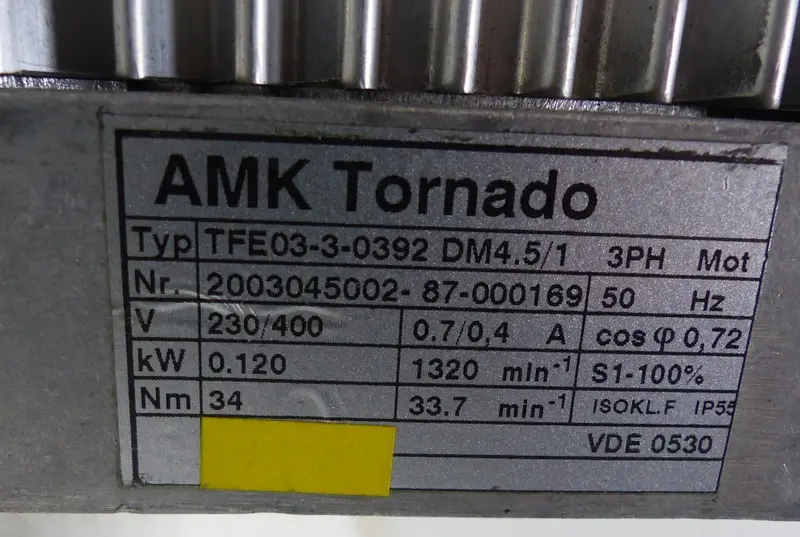 AMK Tornado
Typ TFE03-3-0392 DM4.5/1 3PH Mot
Nr. 2003045002- 87-000169 50 Hz
V 230/400 0.7/0,4 A cos φ 0,72
kW 0.120 1320 min-1 S1-100%
Nm 34 33.7 min-1 ISOKL.F IP55
VDE 0530